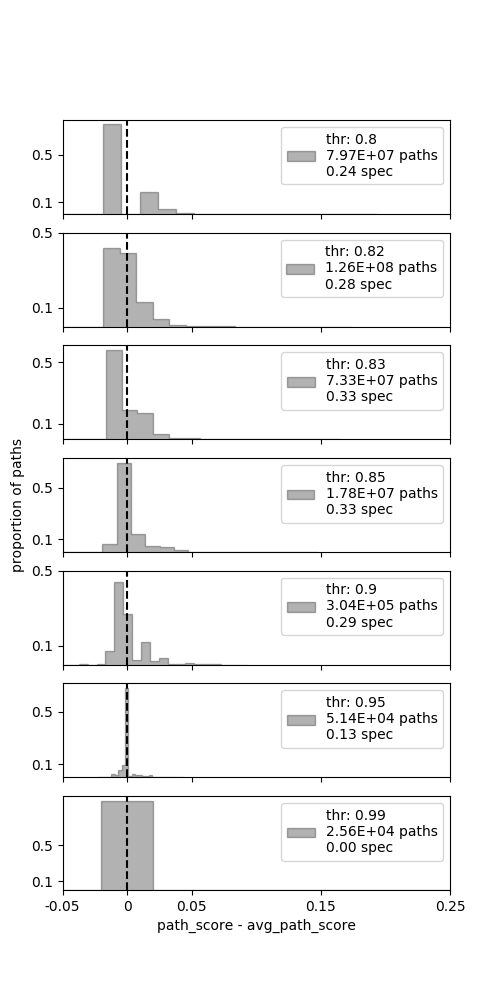 thr: 0.8
7.97E+07 paths
0.24 spec
0.5
0.1
thr: 0.82
1.26E+08 paths
0.28 spec
0.5
0.1
thr: 0.83
7.33E+07 paths
0.33 spec
0.5
0.1
thr: 0.85
1.78E+07 paths
0.33 spec
0.5
0.1
thr: 0.9
3.04E+05 paths
0.29 spec
0.5
0.1
thr: 0.95
5.14E+04 paths
0.13 spec
0.5
0.1
thr: 0.99
2.56E+04 paths
0.00 spec
0.5
0.1
-0.05 0 0.05 0.15 0.25
path_score - avg_path_score
proportion of paths